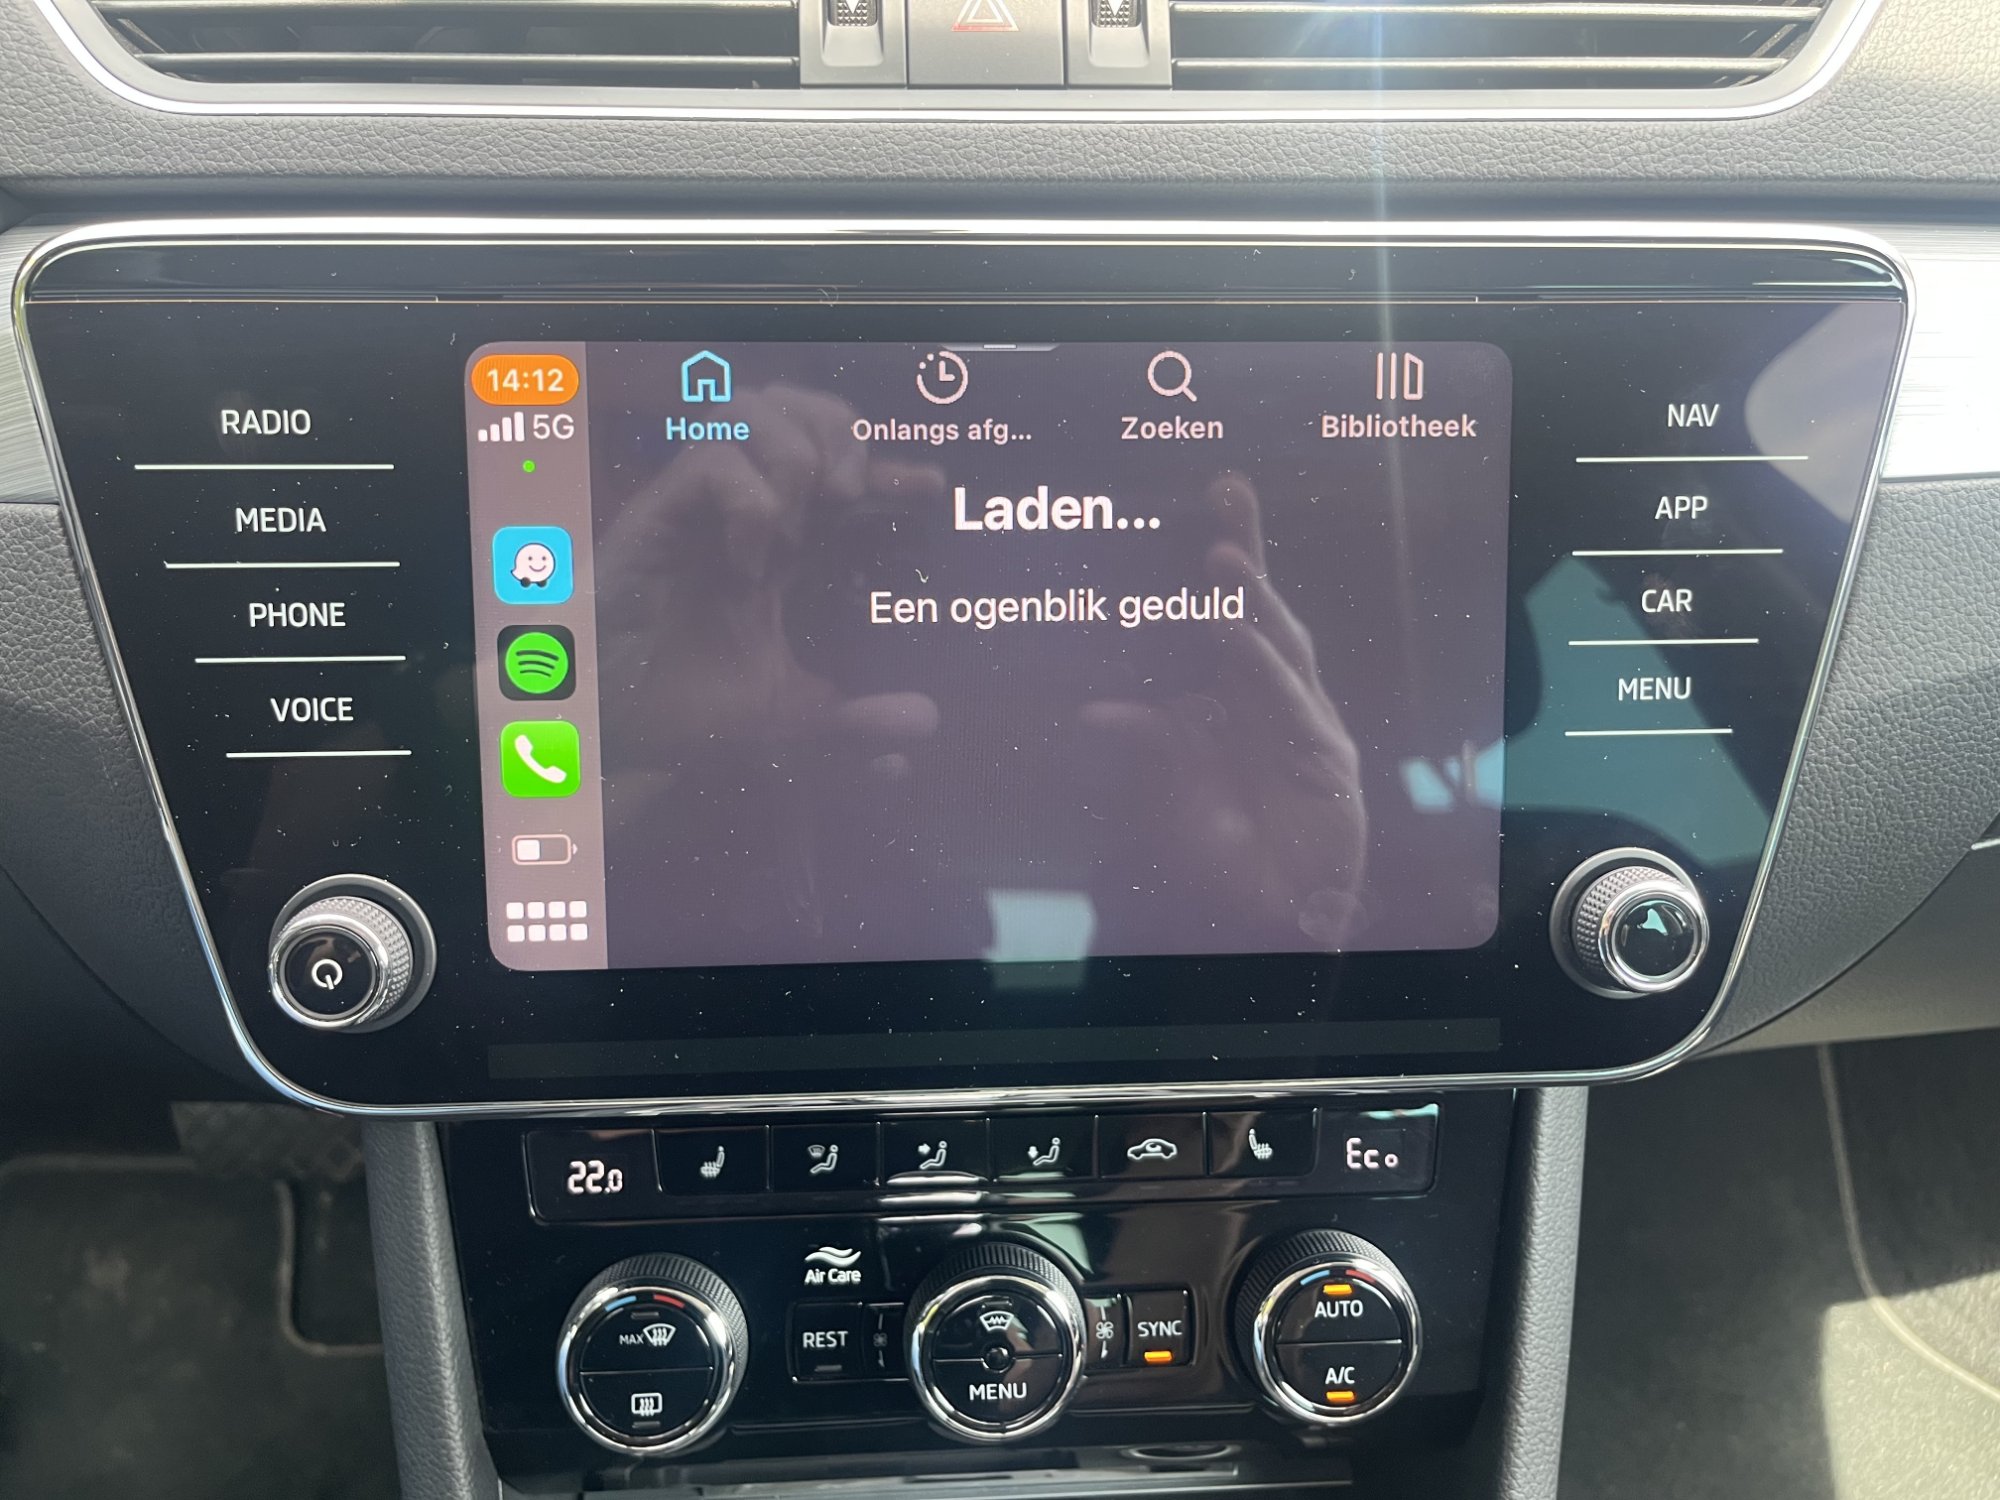 RADIO
MEDIA
PHONE
VOICE
14:12
5G
Home
Onlangs afg...
Zoeken
Bibliotheek
Laden...
Een ogenblik geduld
NAV
APP
CAR
MENU
22.0
Eco
Air Care
MAX
REST
MENU
SYNC
AUTO
A/C